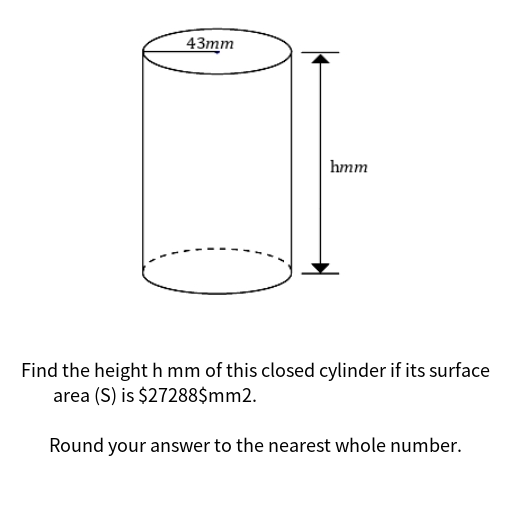 43mm
hmm
Find the height h mm of this closed cylinder if its surface
area (S) is $27288$mm2.
Round your answer to the nearest whole number.